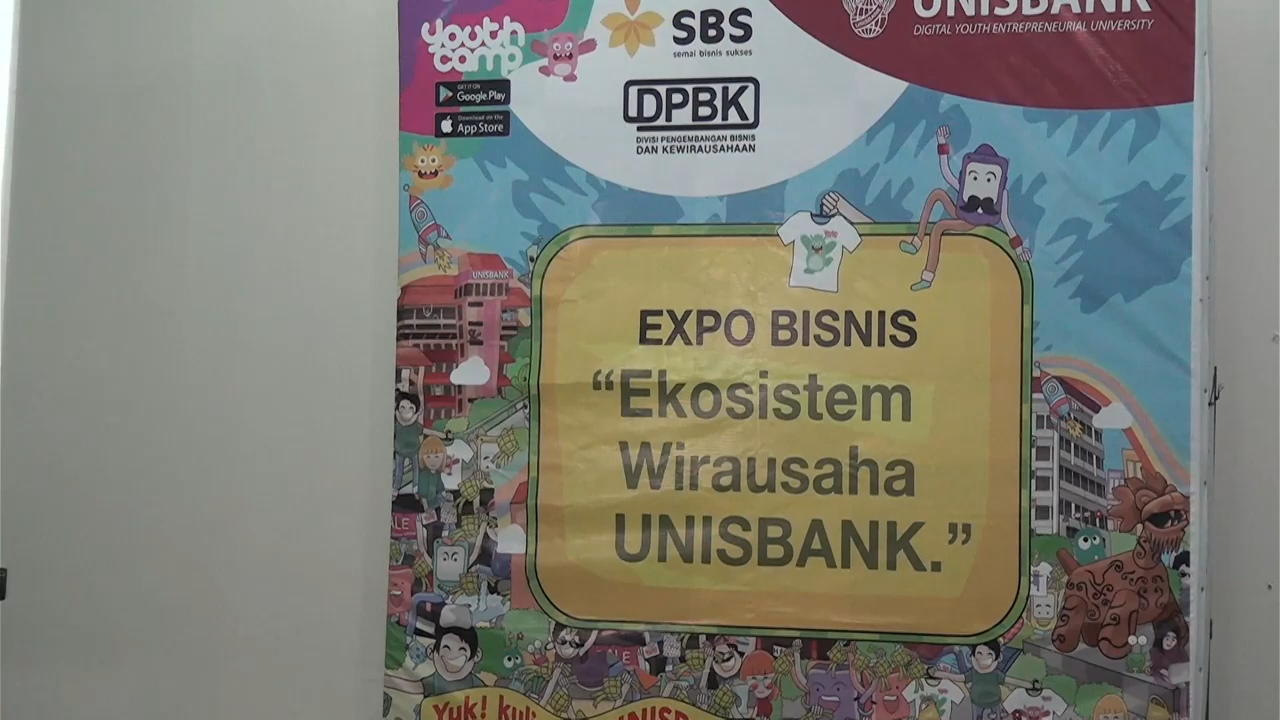 youth
camp
GET IT ON
Google Play
Download on the
App Store
SBS
semai bisnis sukses
DPBK
DIVISI PENGEMBANGAN BISNIS
DAN KEWIRAUSAHAAN
UNISBANK
DIGITAL YOUTH ENTREPRENEURIAL UNIVERSITY
UNISBANK
EXPO BISNIS
“Ekosistem
Wirausaha
UNISBANK.”
Yuk!